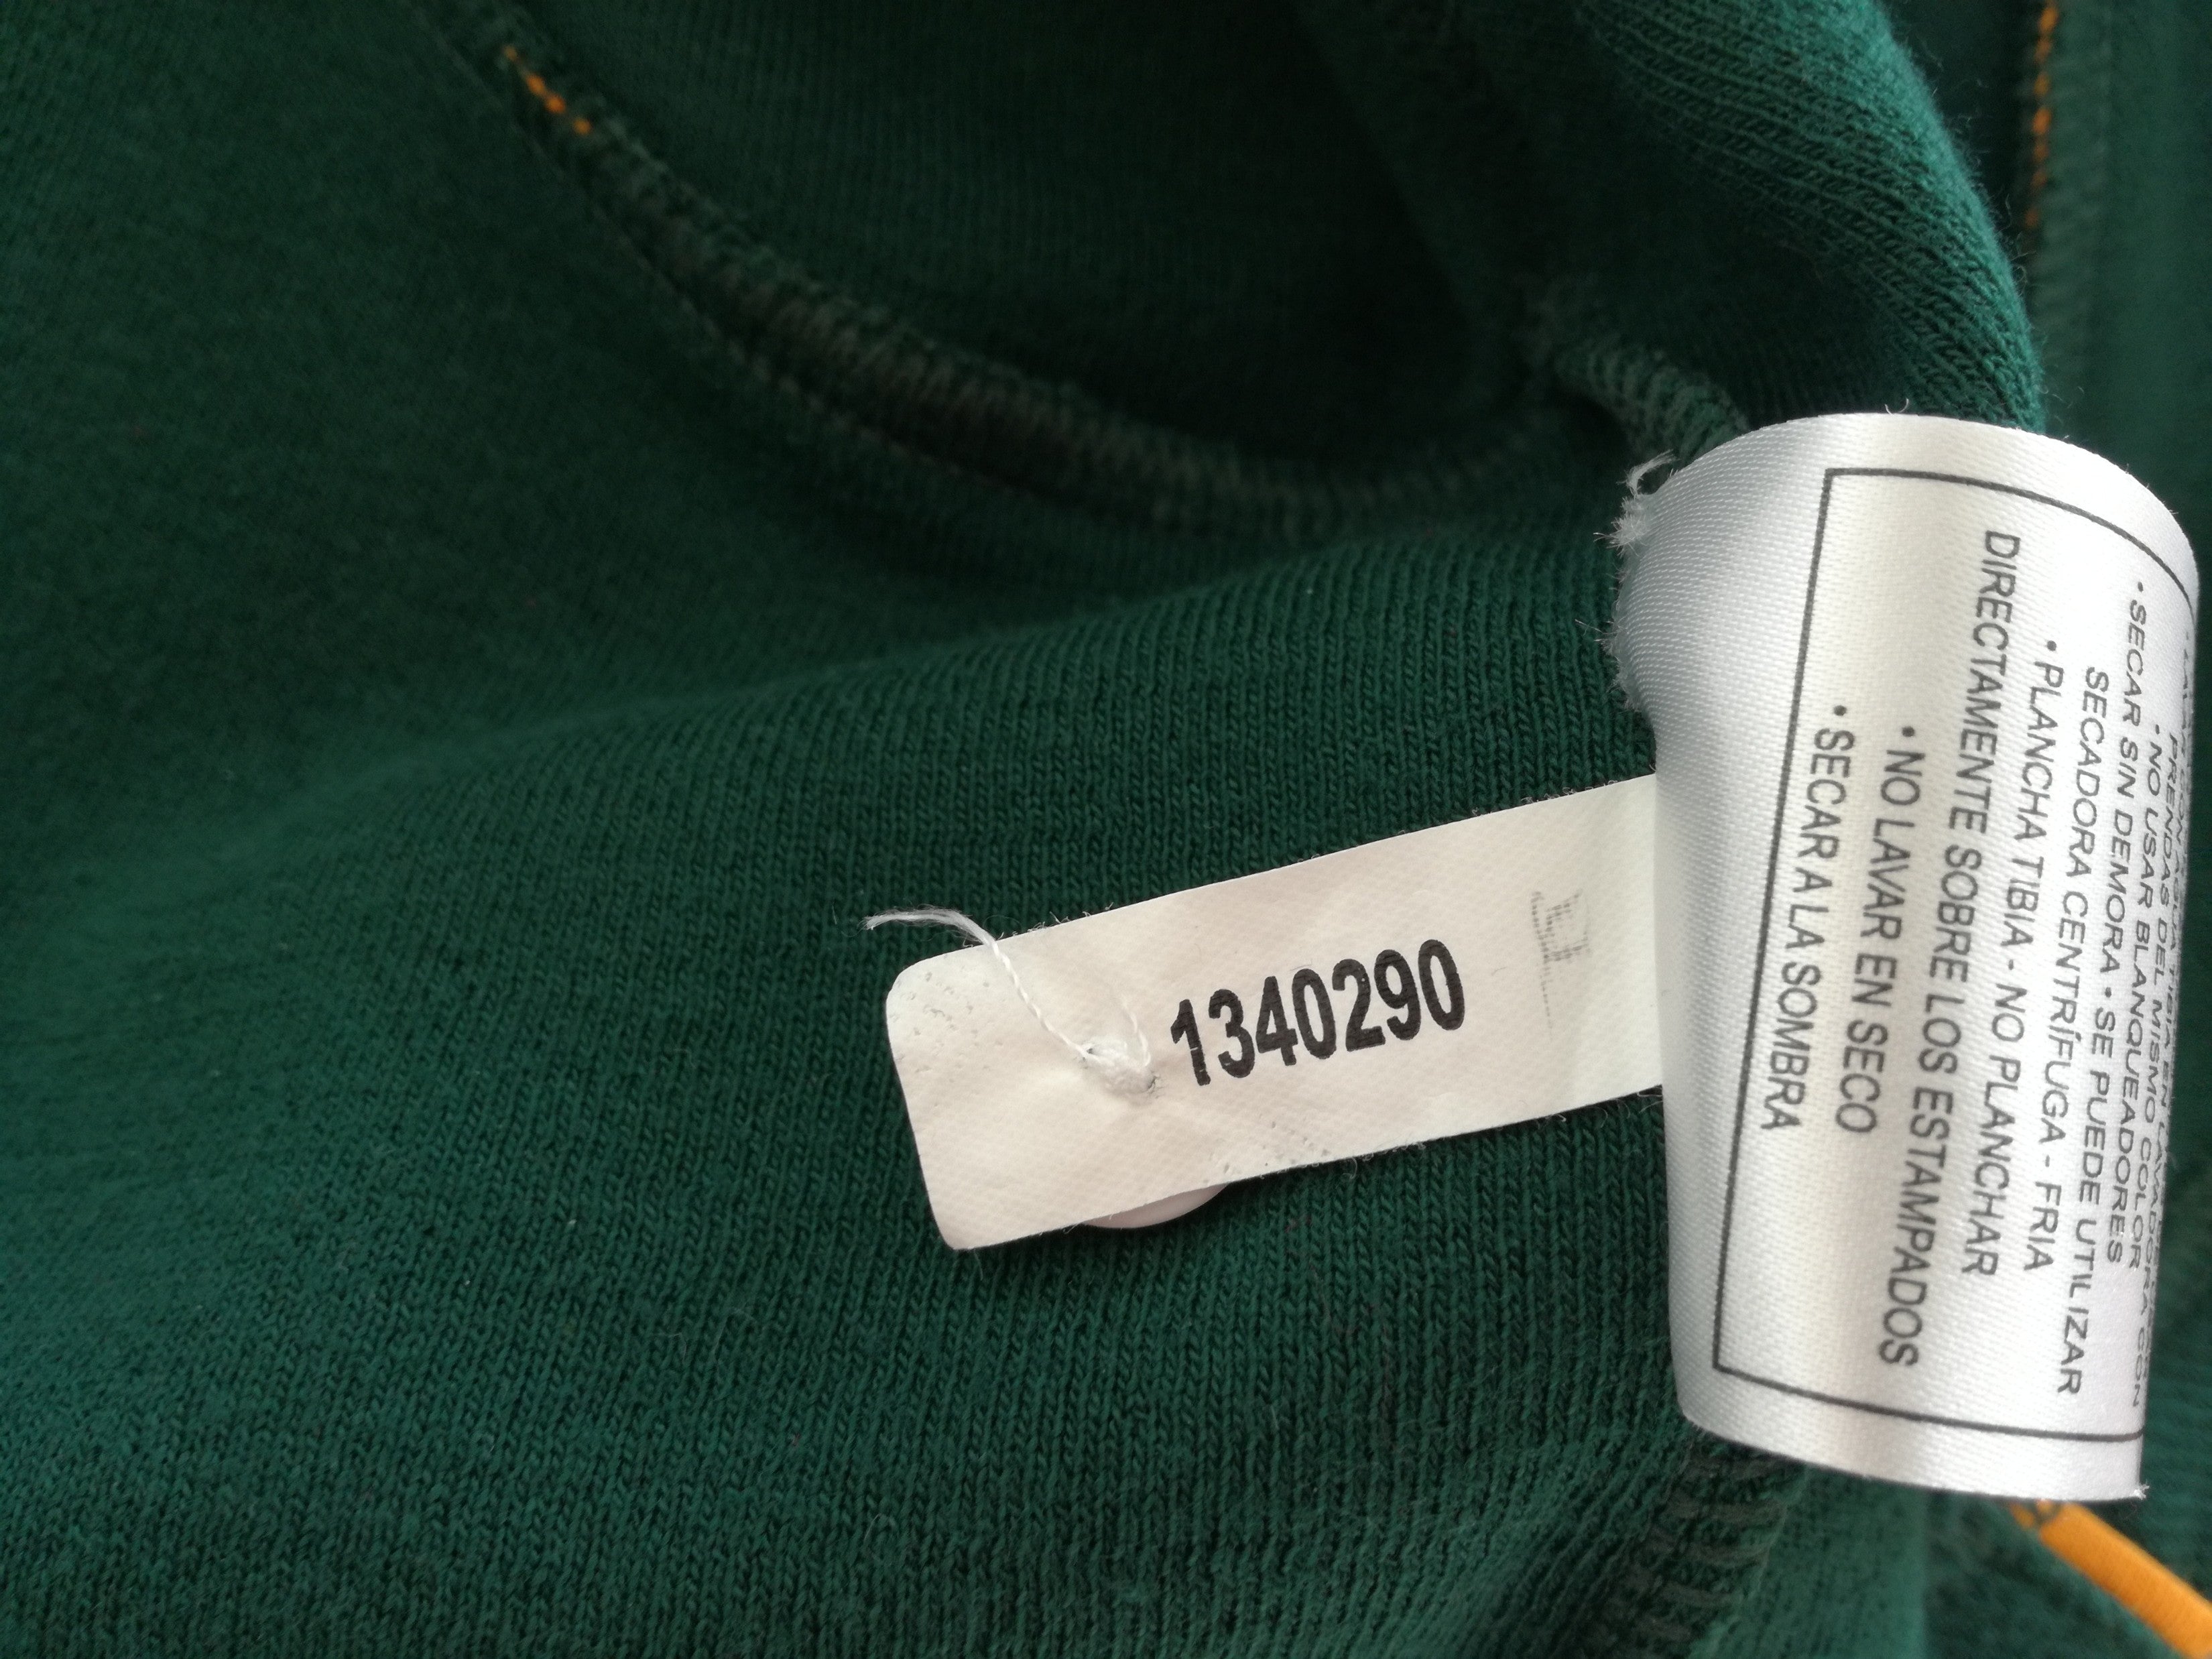 1340290
PRENDAS DEL MISMO COLOR
• NO USAR BLANQUEADORES
• SECAR SIN DEMORA • SE PUEDE UTILIZAR
SECADORA CENTRÍFUGA - FRIA
• PLANCHA TIBIA - NO PLANCHAR
DIRECTAMENTE SOBRE LOS ESTAMPADOS
• NO LAVAR EN SECO
• SECAR A LA SOMBRA